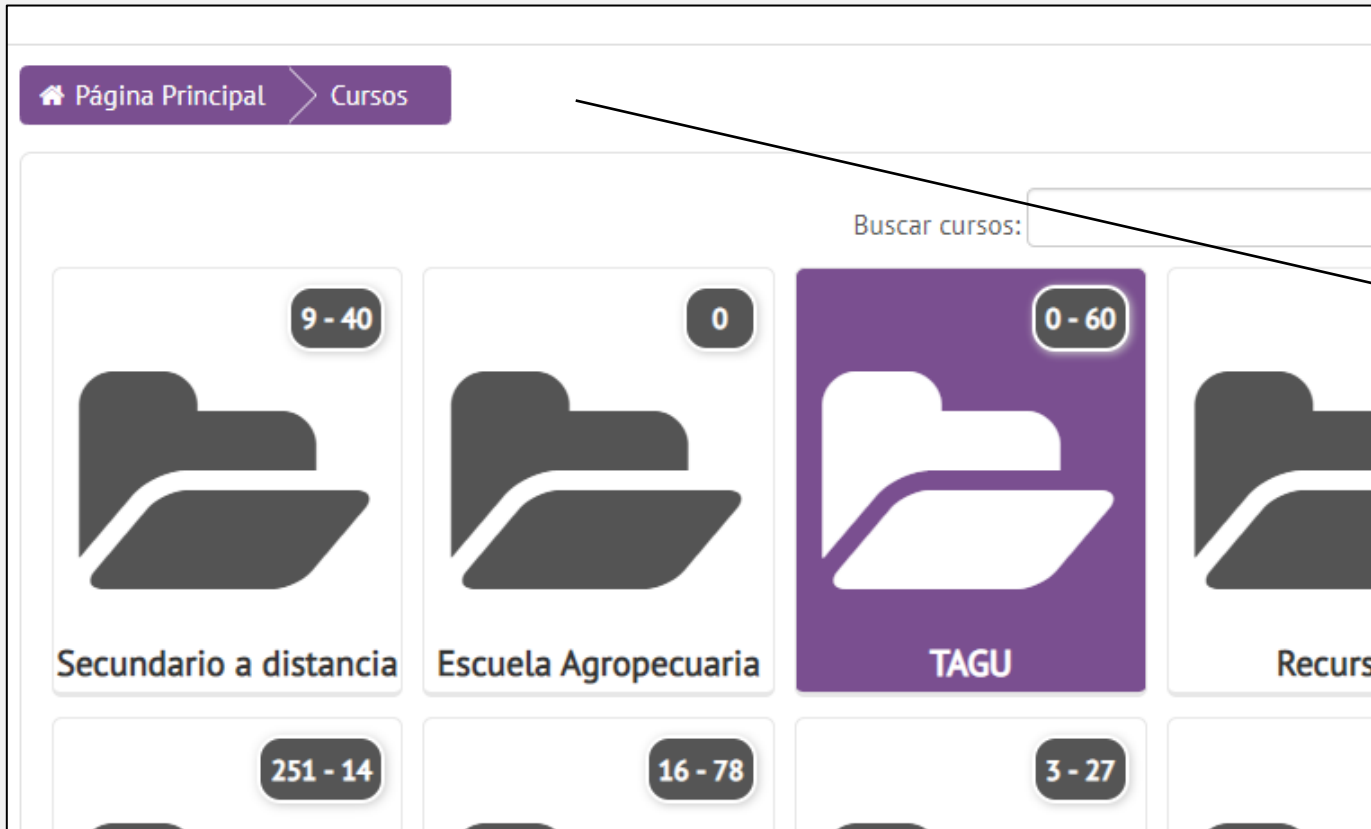 Página Principal Cursos
Buscar cursos:
9 - 40 0 0 - 60
Secundario a distancia Escuela Agropecuaria TAGU
251 - 14 16 - 78 3 - 27